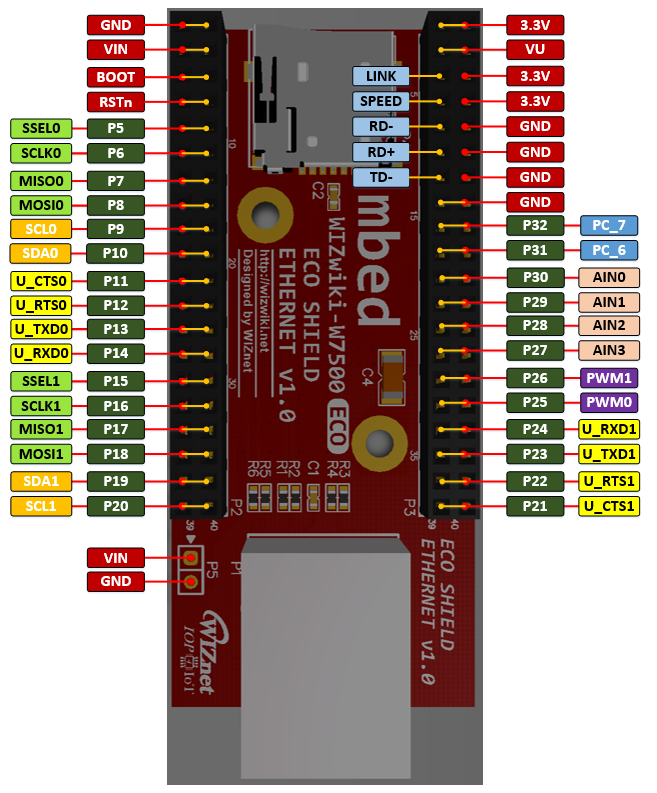 GND 3.3V
VIN VU
BOOT LINK 3.3V
RSTn SPEED 3.3V
SSEL0 P5 RD- GND
SCLK0 P6 RD+ GND
MISO0 P7 TD- GND
MOSI0 P8 GND
SCL0 P9 P32 PC_7
SDA0 P10 P31 PC_6
U_CTS0 P11 P30 AIN0
U_RTS0 P12 P29 AIN1
U_TXD0 P13 P28 AIN2
U_RXD0 P14 P27 AIN3
SSEL1 P15 P26 PWM1
SCLK1 P16 P25 PWM0
MISO1 P17 P24 U_RXD1
MOSI1 P18 P23 U_TXD1
SDA1 P19 P22 U_RTS1
SCL1 P20 P21 U_CTS1
VIN
GND
10
20
30
39
40
5
15
25
35
39
40
C2
mbed
WIZwiki-W7500 ECO
ECO SHIELD
ETHERNET v1.0
http://wizwiki.net
Designed by WIZnet
C4
R6 R5 R1 R2 C1 R4 R3
P2
P3
P5
P1
ECO SHIELD
ETHERNET v1.0
WIZnet
IOP IoT